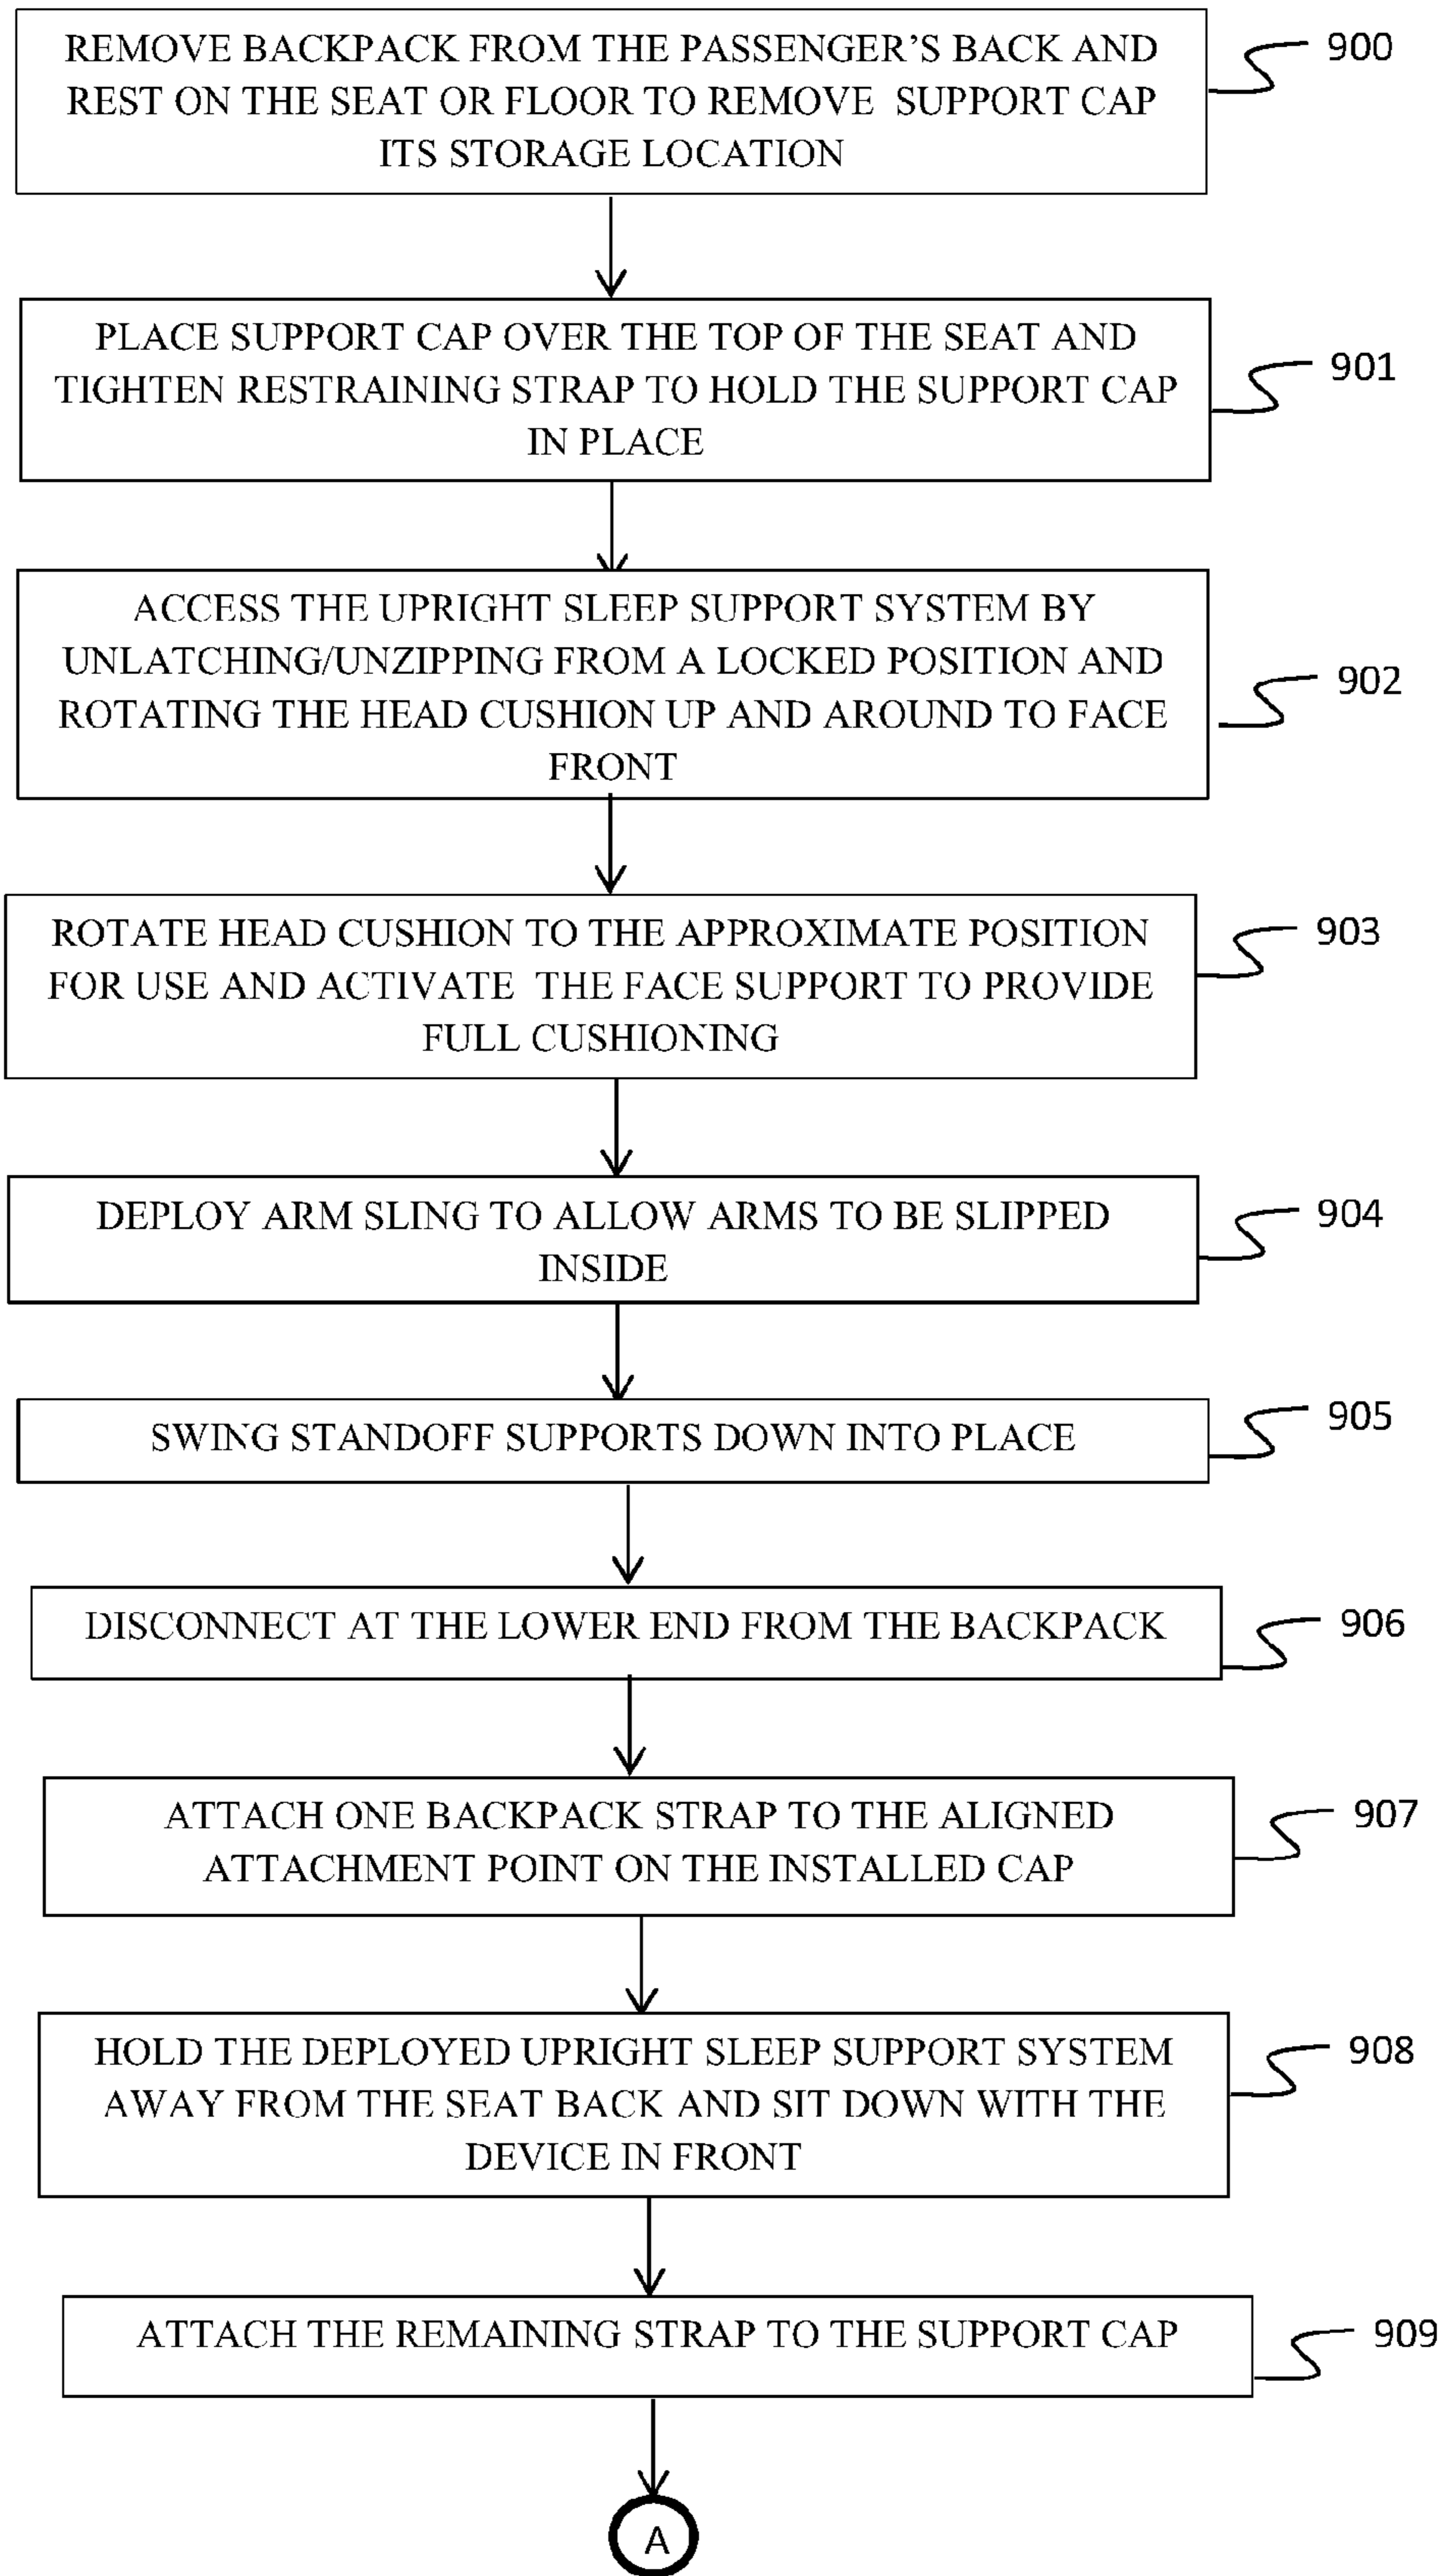 REMOVE BACKPACK FROM THE PASSENGER'S BACK AND
REST ON THE SEAT OR FLOOR TO REMOVE SUPPORT CAP
ITS STORAGE LOCATION
900
PLACE SUPPORT CAP OVER THE TOP OF THE SEAT AND
TIGHTEN RESTRAINING STRAP TO HOLD THE SUPPORT CAP
IN PLACE
901
ACCESS THE UPRIGHT SLEEP SUPPORT SYSTEM BY
UNLATCHING/UNZIPPING FROM A LOCKED POSITION AND
ROTATING THE HEAD CUSHION UP AND AROUND TO FACE
FRONT
902
ROTATE HEAD CUSHION TO THE APPROXIMATE POSITION
FOR USE AND ACTIVATE THE FACE SUPPORT TO PROVIDE
FULL CUSHIONING
903
DEPLOY ARM SLING TO ALLOW ARMS TO BE SLIPPED
INSIDE
904
SWING STANDOFF SUPPORTS DOWN INTO PLACE
905
DISCONNECT AT THE LOWER END FROM THE BACKPACK
906
ATTACH ONE BACKPACK STRAP TO THE ALIGNED
ATTACHMENT POINT ON THE INSTALLED CAP
907
HOLD THE DEPLOYED UPRIGHT SLEEP SUPPORT SYSTEM
AWAY FROM THE SEAT BACK AND SIT DOWN WITH THE
DEVICE IN FRONT
908
ATTACH THE REMAINING STRAP TO THE SUPPORT CAP
909
A